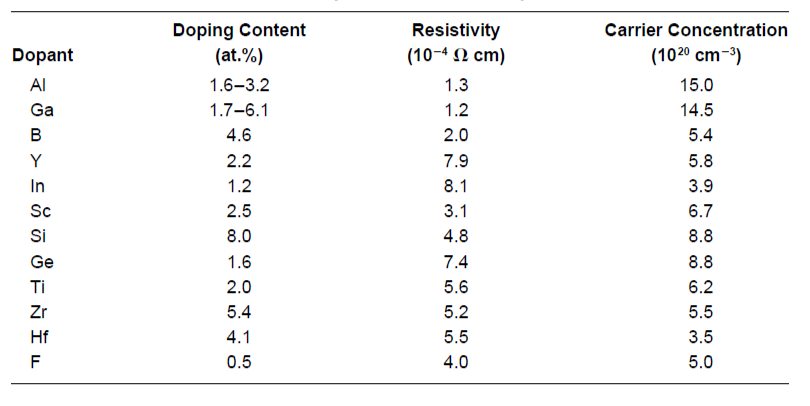 Doping Content Resistivity Carrier Concentration
Dopant (at.%) (10⁻⁴ Ω cm) (10²⁰ cm⁻³)
Al 1.6–3.2 1.3 15.0
Ga 1.7–6.1 1.2 14.5
B 4.6 2.0 5.4
Y 2.2 7.9 5.8
In 1.2 8.1 3.9
Sc 2.5 3.1 6.7
Si 8.0 4.8 8.8
Ge 1.6 7.4 8.8
Ti 2.0 5.6 6.2
Zr 5.4 5.2 5.5
Hf 4.1 5.5 3.5
F 0.5 4.0 5.0